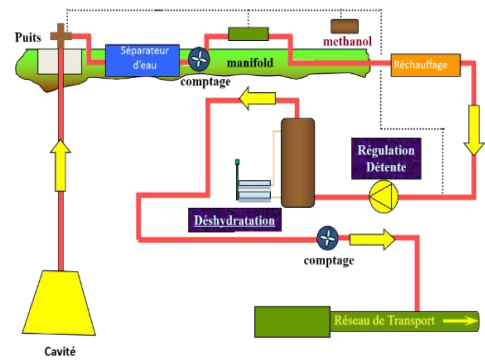 Puits
Séparateur
d'eau
comptage
manifold
methanol
Réchauffage
Régulation
Détente
Déshydratation
comptage
Réseau de Transport
Cavité